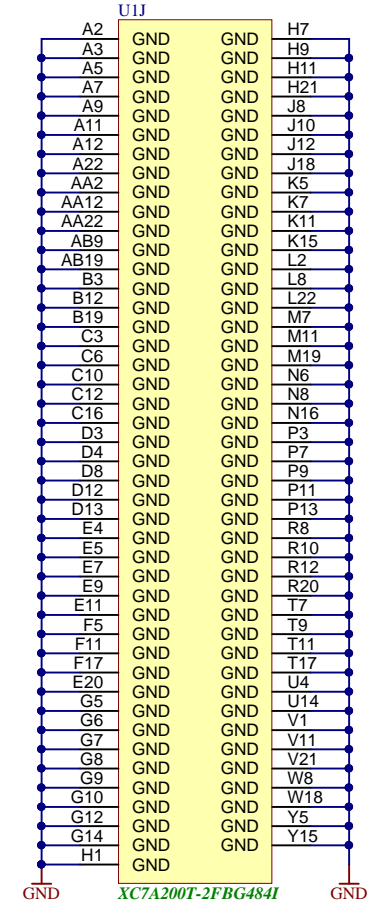 U1J
A2 GND GND H7
A3 GND GND H9
A5 GND GND H11
A7 GND GND H21
A9 GND GND J8
A11 GND GND J10
A12 GND GND J12
A22 GND GND J18
AA2 GND GND K5
AA12 GND GND K7
AA22 GND GND K11
AB9 GND GND K15
AB19 GND GND L2
B3 GND GND L8
B12 GND GND L22
B19 GND GND M7
C3 GND GND M11
C6 GND GND M19
C10 GND GND N6
C12 GND GND N8
C16 GND GND N16
D3 GND GND P3
D4 GND GND P7
D8 GND GND P9
D12 GND GND P11
D13 GND GND P13
E4 GND GND R8
E5 GND GND R10
E7 GND GND R12
E9 GND GND R20
E11 GND GND T7
F5 GND GND T9
F11 GND GND T11
F17 GND GND T17
E20 GND GND U4
G5 GND GND U14
G6 GND GND V1
G7 GND GND V11
G8 GND GND V21
G9 GND GND W8
G10 GND GND W18
G12 GND GND Y5
G14 GND GND Y15
H1 GND
GND XC7A200T-2FBG484I GND